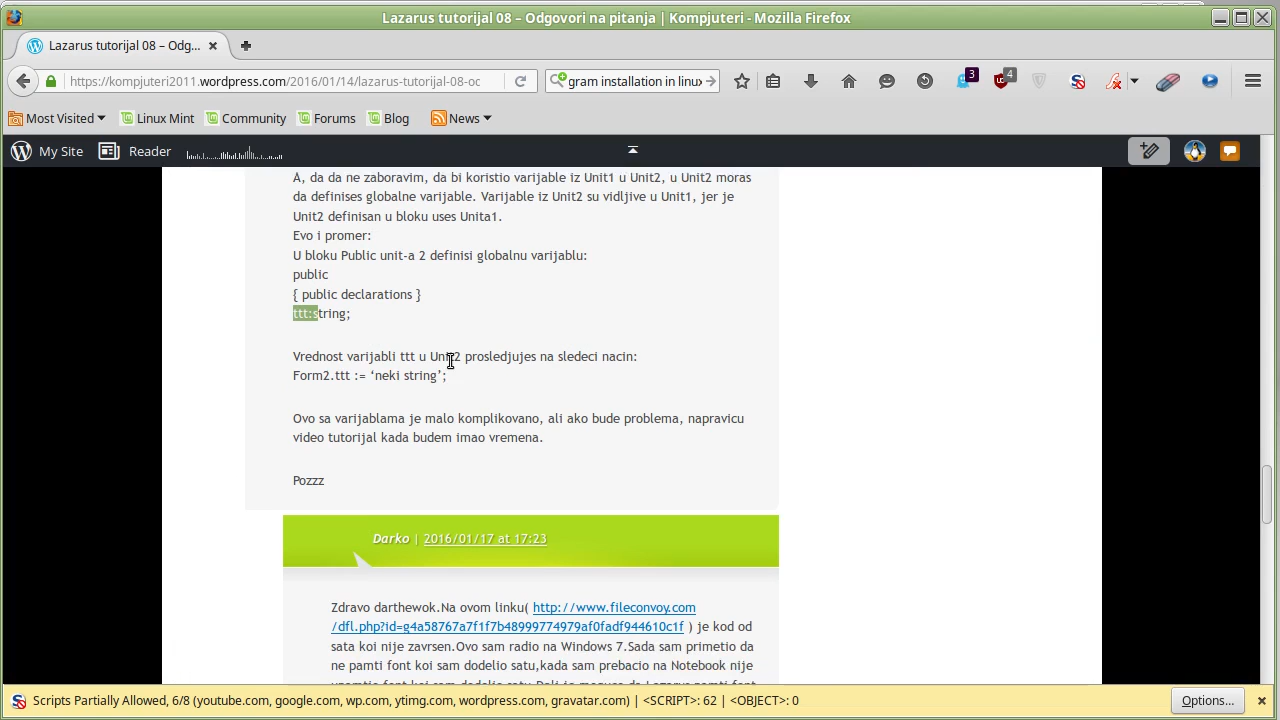 Lazarus tutorijal 08 – Odgovori na pitanja | Kompjuteri - Mozilla Firefox
Lazarus tutorijal 08 – Odg...
https://kompjuteri2011.wordpress.com/2016/01/14/lazarus-tutorijal-08-oc
gram installation in linux
3
4
Most Visited
Linux Mint
Community
Forums
Blog
News
My Site
Reader
A, da da ne zaboravim, da bi koristio varijable iz Unit1 u Unit2, u Unit2 moras
da definises globalne varijable. Varijable iz Unit2 su vidljive u Unit1, jer je
Unit2 definisan u bloku uses Unita1.
Evo i promer:
U bloku Public unit-a 2 definisi globalnu varijablu:
public
{ public declarations }
ttt:string;
Vrednost varijabli ttt u Unit2 prosledjujes na sledeci nacin:
Form2.ttt := ‘neki string’;
Ovo sa varijablama je malo komplikovano, ali ako bude problema, napravicu
video tutorijal kada budem imao vremena.
Pozzz
Darko | 2016/01/17 at 17:23
Zdravo darthewok.Na ovom linku( http://www.fileconvoy.com
/dfl.php?id=g4a58767a7f1f7b48999774979af0fadf944610c1f ) je kod od
sata koi nije zavrsen.Ovo sam radio na Windows 7.Sada sam primetio da
ne pamti font koi sam dodelio satu,kada sam prebacio na Notebook nije
Scripts Partially Allowed, 6/8 (youtube.com, google.com, wp.com, ytimg.com, wordpress.com, gravatar.com) | <SCRIPT>: 62 | <OBJECT>: 0
Options...